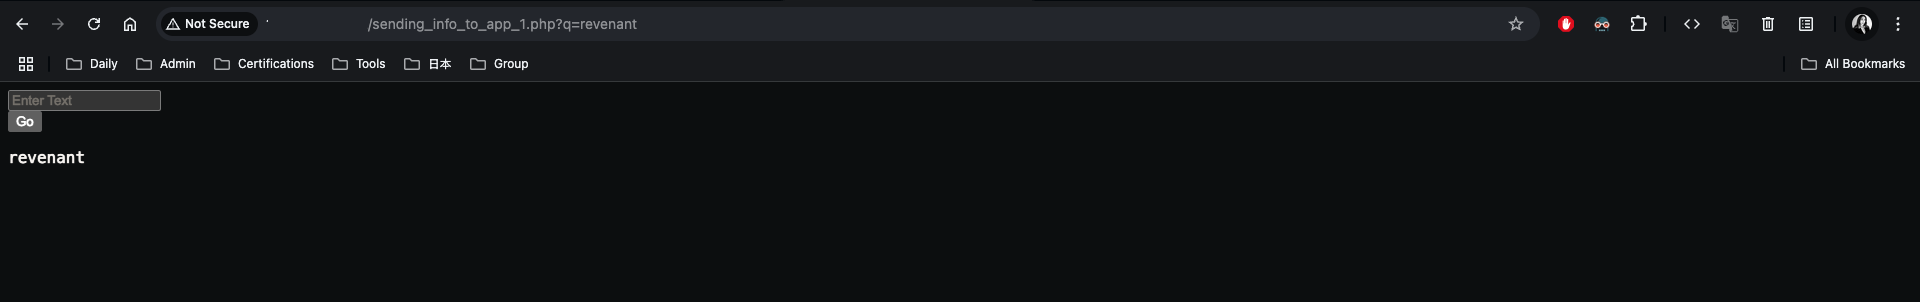 Not Secure /sending_info_to_app_1.php?q=revenant
Daily Admin Certifications Tools 日本 Group All Bookmarks
Enter Text
Go
revenant